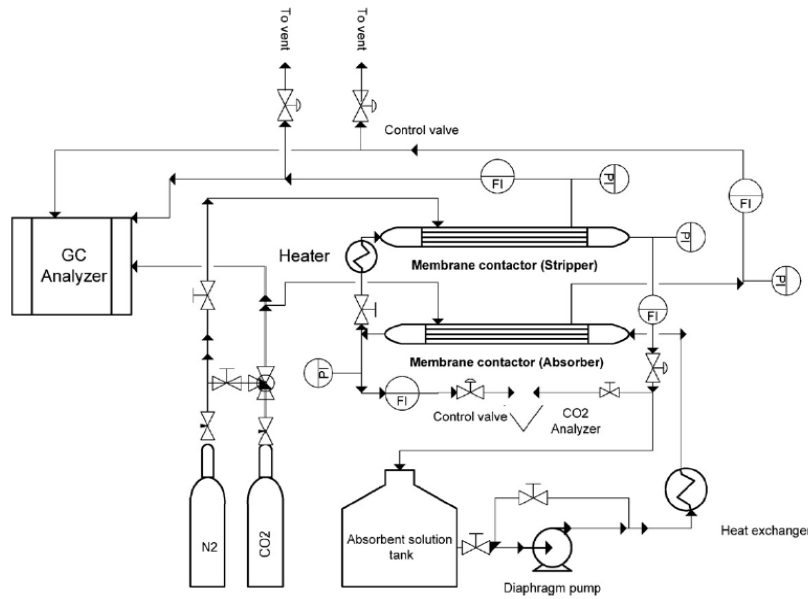 To vent
To vent
Control valve
FI
PI
FI
GC
Analyzer
Heater
PI
Membrane contactor (Stripper)
PI
FI
Membrane contactor (Absorber)
PI
FI
Control valve
CO2
Analyzer
N2
CO2
Absorbent solution
tank
Heat exchanger
Diaphragm pump